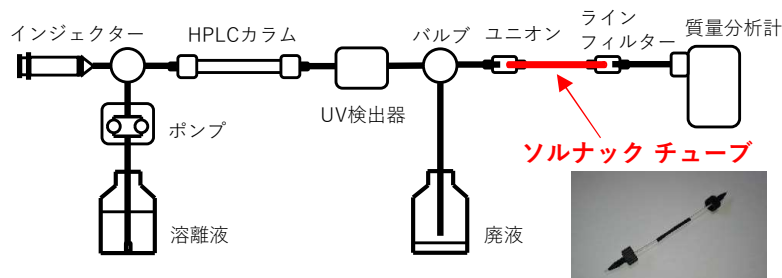 インジェクター
HPLCカラム
バルブ
ユニオン
ライン
フィルター
質量分析計
UV検出器
ポンプ
ソルナック チューブ
溶離液
廃液